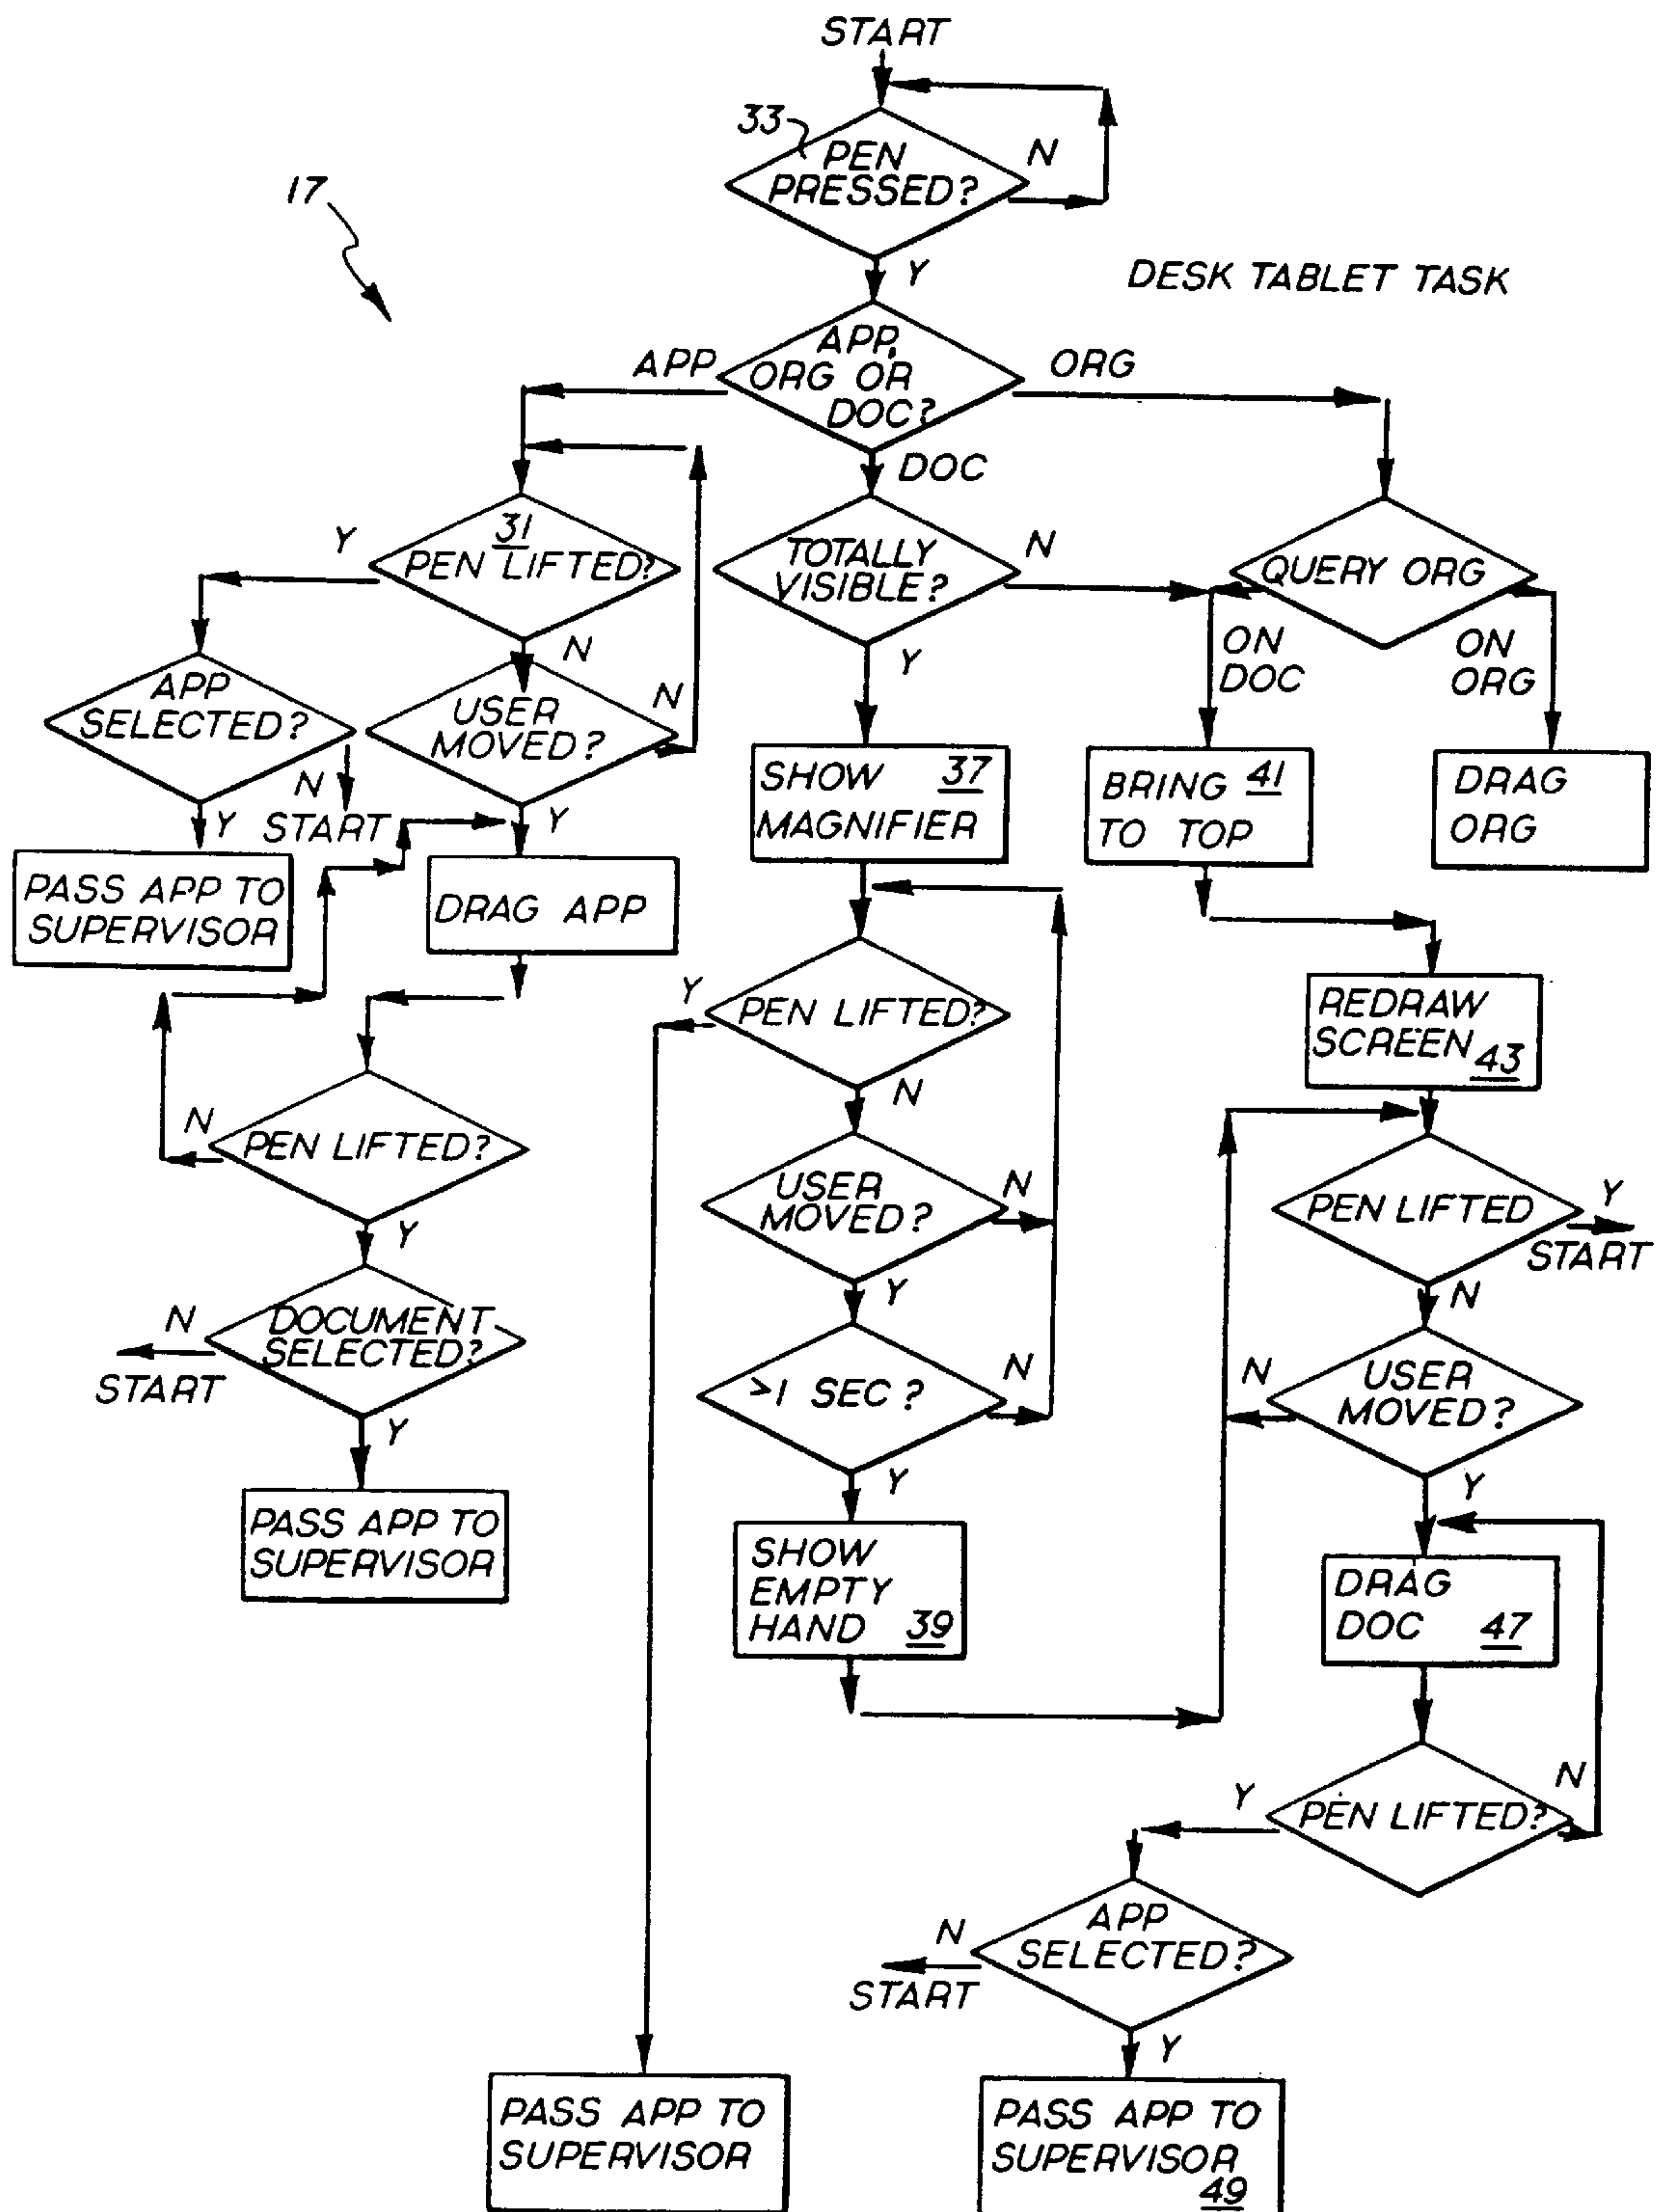 START
33
PEN
PRESSED?
N
17
Y
DESK TABLET TASK
APP,
ORG OR
DOC?
APP
ORG
DOC
31
PEN LIFTED?
Y
N
TOTALLY
VISIBLE?
N
Y
QUERY ORG
ON
DOC
ON
ORG
APP
SELECTED?
N
START
Y
USER
MOVED?
N
Y
SHOW 37
MAGNIFIER
BRING 41
TO TOP
DRAG
ORG
PASS APP TO
SUPERVISOR
DRAG APP
PEN LIFTED?
Y
N
REDRAW
SCREEN 43
PEN LIFTED?
N
Y
USER
MOVED?
N
Y
PEN LIFTED
Y
START
N
DOCUMENT
SELECTED?
N
START
Y
>1 SEC?
N
Y
USER
MOVED?
N
Y
PASS APP TO
SUPERVISOR
SHOW
EMPTY
HAND 39
DRAG
DOC 47
PEN LIFTED?
Y
N
APP
SELECTED?
N
START
Y
PASS APP TO
SUPERVISOR
PASS APP TO
SUPERVISOR
49